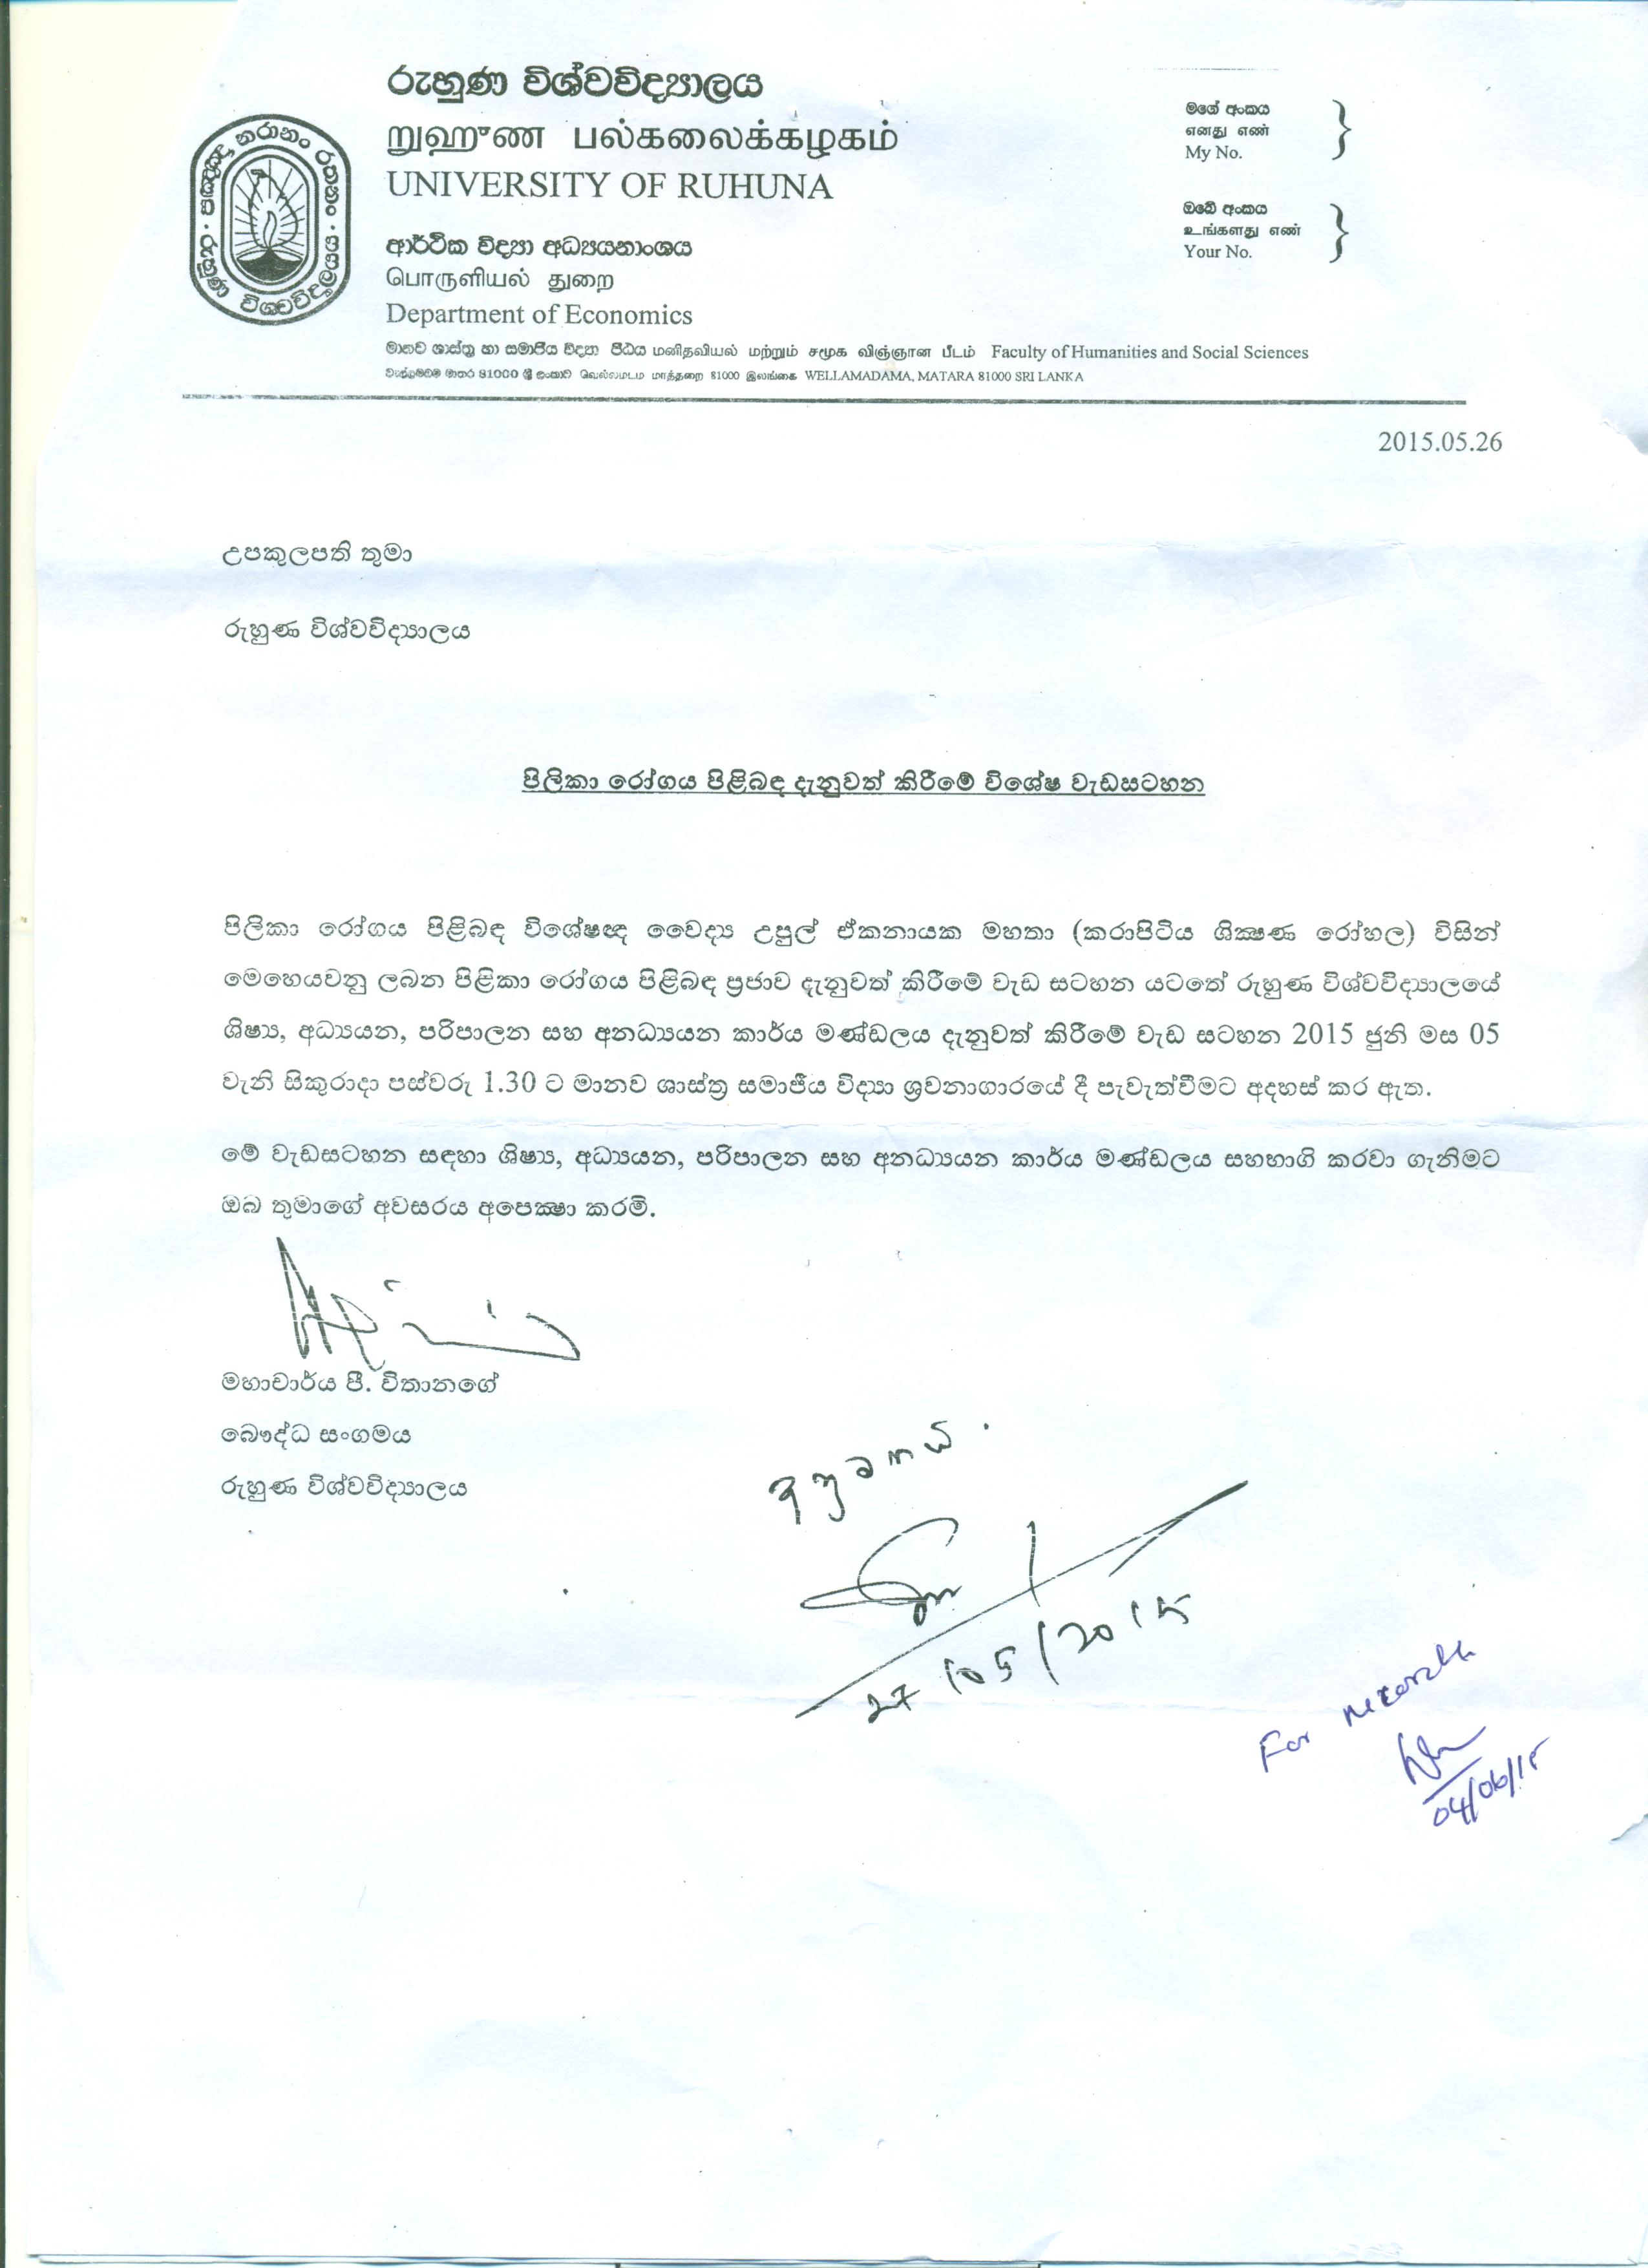 රුහුණ විශ්වවිද්‍යාලය
றுஹுண பல்கலைக்கழகம்
UNIVERSITY OF RUHUNA
ආර්ථික විද්‍යා අධ්‍යයනාංශය
பொருளியல் துறை
Department of Economics
මානව ශාස්ත්‍ර හා සමාජීය විද්‍යා පීඨය மனிதவியல் மற்றும் சமூக விஞ்ஞான பீடம் Faculty of Humanities and Social Sciences
වැල්ලමඩම මාතර 81000 ශ්‍රී ලංකාව வெல்லமடம மாத்தறை 81000 இலங்கை WELLAMADAMA, MATARA 81000 SRI LANKA
මගේ අංකය
எனது எண்
My No.
ඔබේ අංකය
உங்களது எண்
Your No.
2015.05.26
උපකුලපති තුමා
රුහුණ විශ්වවිද්‍යාලය
පිලිකා රෝගය පිළිබඳ දැනුවත් කිරීමේ විශේෂ වැඩසටහන
පිලිකා රෝගය පිළිබඳ විශේෂඥ වෛද්‍ය උපුල් ඒකනායක මහතා (කරාපිටිය ශික්‍ෂණ රෝහල) විසින්
මෙහෙයවනු ලබන පිළිකා රෝගය පිළිබඳ ප්‍රජාව දැනුවත් කිරීමේ වැඩ සටහන යටතේ රුහුණ විශ්වවිද්‍යාලයේ
ශිෂ්‍ය, අධ්‍යයන, පරිපාලන සහ අනධ්‍යයන කාර්ය මණ්ඩලය දැනුවත් කිරීමේ වැඩ සටහන 2015 ජුනි මස 05
වැනි සිකුරාදා පස්වරු 1.30 ට මානව ශාස්ත්‍ර සමාජීය විද්‍යා ශ්‍රවනාගාරයේ දී පැවැත්වීමට අදහස් කර ඇත.
මේ වැඩසටහන සඳහා ශිෂ්‍ය, අධ්‍යයන, පරිපාලන සහ අනධ්‍යයන කාර්ය මණ්ඩලය සහභාගි කරවා ගැනිමට
ඔබ තුමාගේ අවසරය අපෙක්‍ෂා කරමි.
මහාචාර්ය පී. විතානගේ
බෞද්ධ සංගමය
රුහුණ විශ්වවිද්‍යාලය
අනුමතයි.
27/05/2015
For records
04/06/15